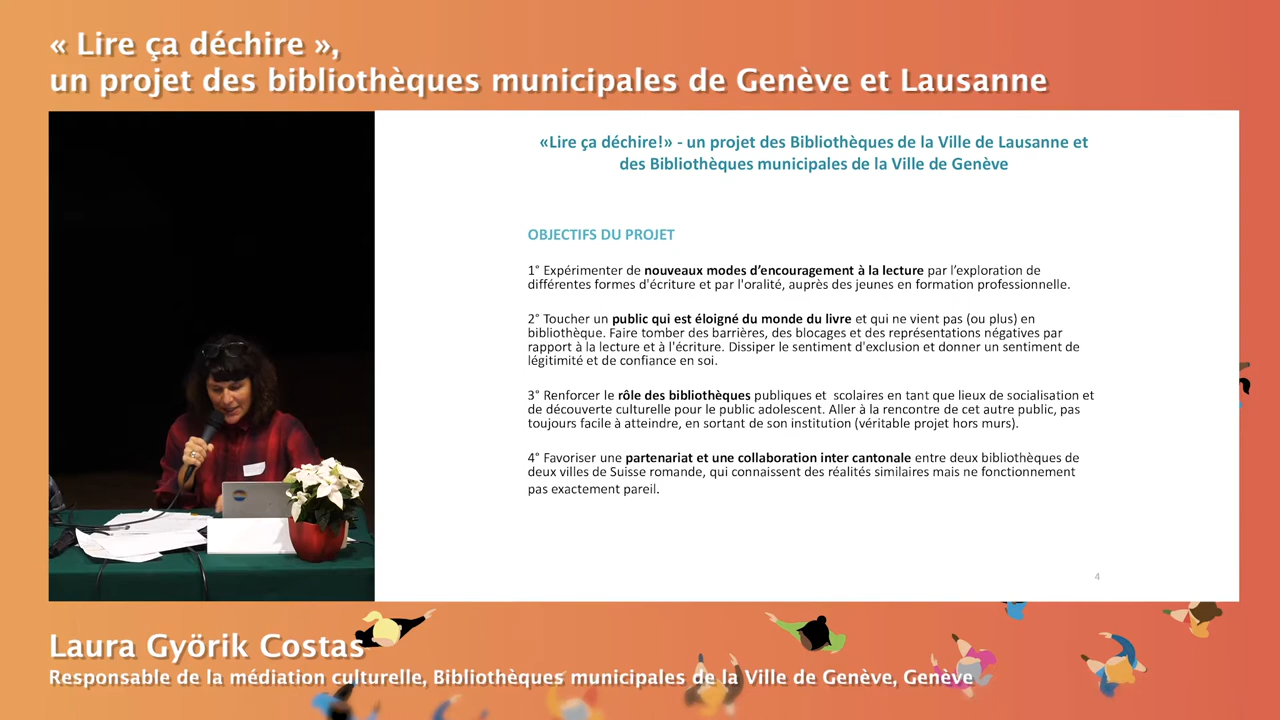 « Lire ça déchire »,
un projet des bibliothèques municipales de Genève et Lausanne
«Lire ça déchire!» - un projet des Bibliothèques de la Ville de Lausanne et
des Bibliothèques municipales de la Ville de Genève
OBJECTIFS DU PROJET
1° Expérimenter de nouveaux modes d’encouragement à la lecture par l’exploration de
différentes formes d'écriture et par l'oralité, auprès des jeunes en formation professionnelle.
2° Toucher un public qui est éloigné du monde du livre et qui ne vient pas (ou plus) en
bibliothèque. Faire tomber des barrières, des blocages et des représentations négatives par
rapport à la lecture et à l'écriture. Dissiper le sentiment d'exclusion et donner un sentiment de
légitimité et de confiance en soi.
3° Renforcer le rôle des bibliothèques publiques et  scolaires en tant que lieux de socialisation et
de découverte culturelle pour le public adolescent. Aller à la rencontre de cet autre public, pas
toujours facile à atteindre, en sortant de son institution (véritable projet hors murs).
4° Favoriser une partenariat et une collaboration inter cantonale entre deux bibliothèques de
deux villes de Suisse romande, qui connaissent des réalités similaires mais ne fonctionnement
pas exactement pareil.
4
Laura Györik Costas
Responsable de la médiation culturelle, Bibliothèques municipales de la Ville de Genève, Genève